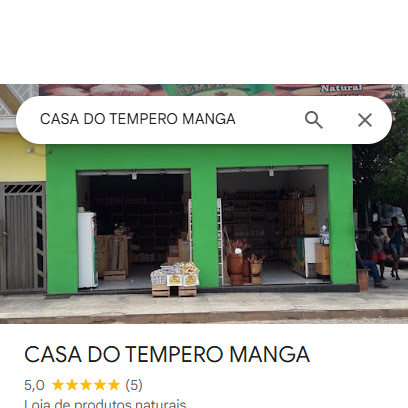 Natural
CASA DO TEMPERO MANGA
CASA DO TEMPERO MANGA
5,0 ★★★★★ (5)
Loja de produtos naturais